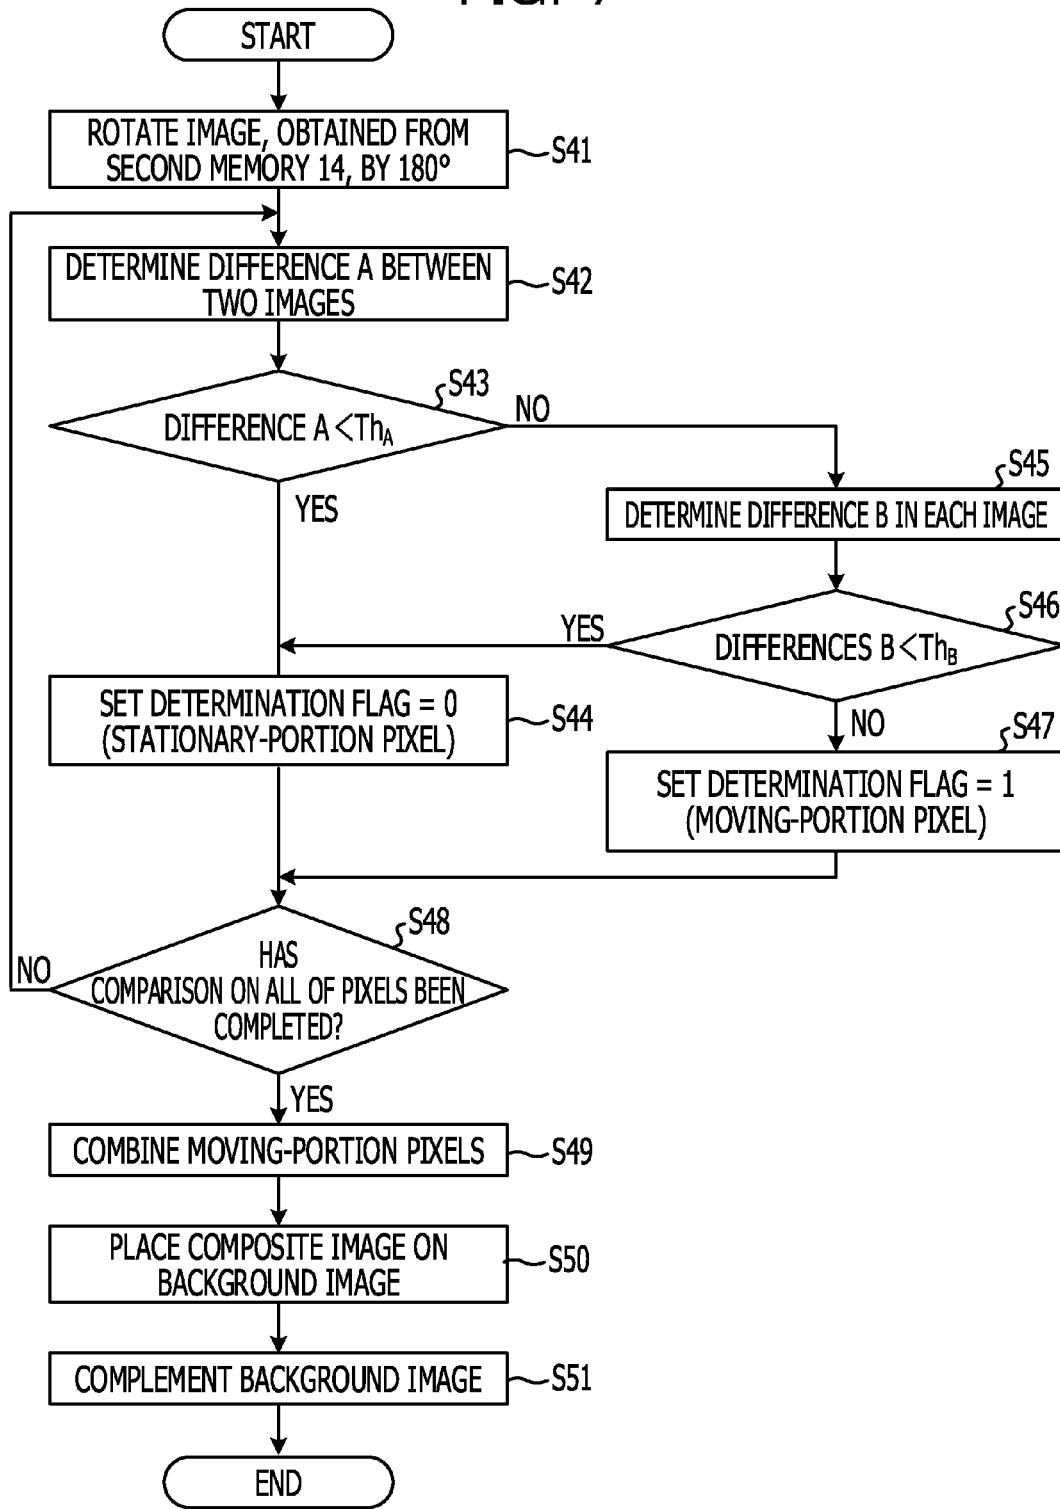 START
ROTATE IMAGE, OBTAINED FROM
SECOND MEMORY 14, BY 180°
S41
DETERMINE DIFFERENCE A BETWEEN
TWO IMAGES
S42
S43
DIFFERENCE A <ThA
NO
YES
S45
DETERMINE DIFFERENCE B IN EACH IMAGE
S46
YES
DIFFERENCES B <ThB
NO
SET DETERMINATION FLAG = 0
(STATIONARY-PORTION PIXEL)
S44
S47
SET DETERMINATION FLAG = 1
(MOVING-PORTION PIXEL)
S48
NO
HAS
COMPARISON ON ALL OF PIXELS BEEN
COMPLETED?
YES
COMBINE MOVING-PORTION PIXELS
S49
PLACE COMPOSITE IMAGE ON
BACKGROUND IMAGE
S50
COMPLEMENT BACKGROUND IMAGE
S51
END